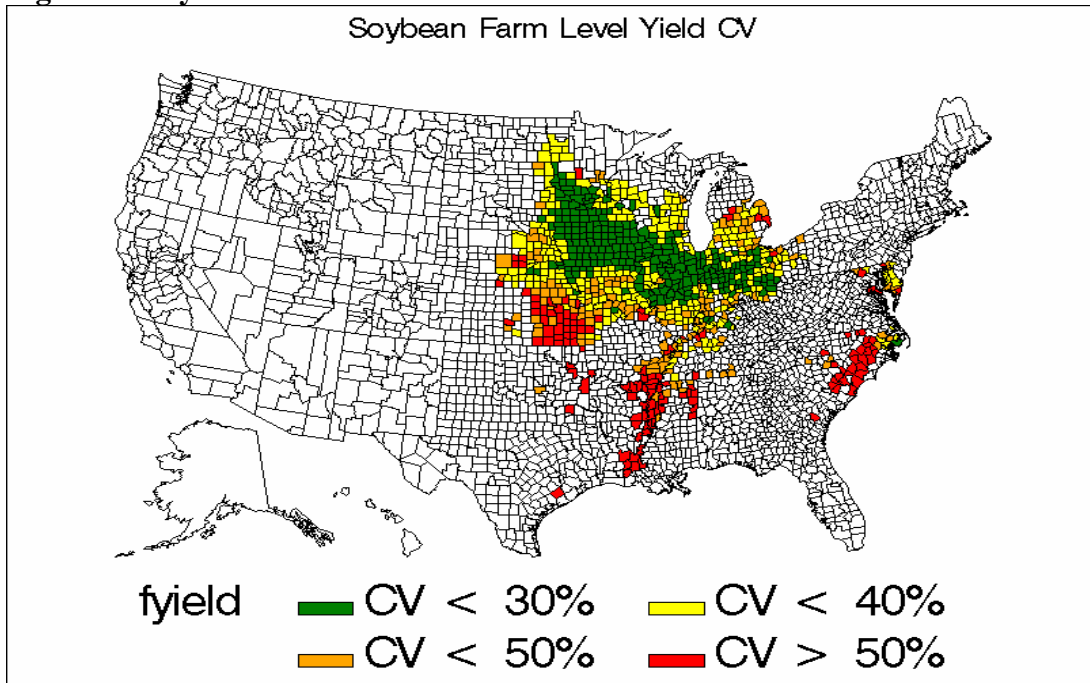 Soybean Farm Level Yield CV
fyield CV < 30% CV < 40%
CV < 50% CV > 50%